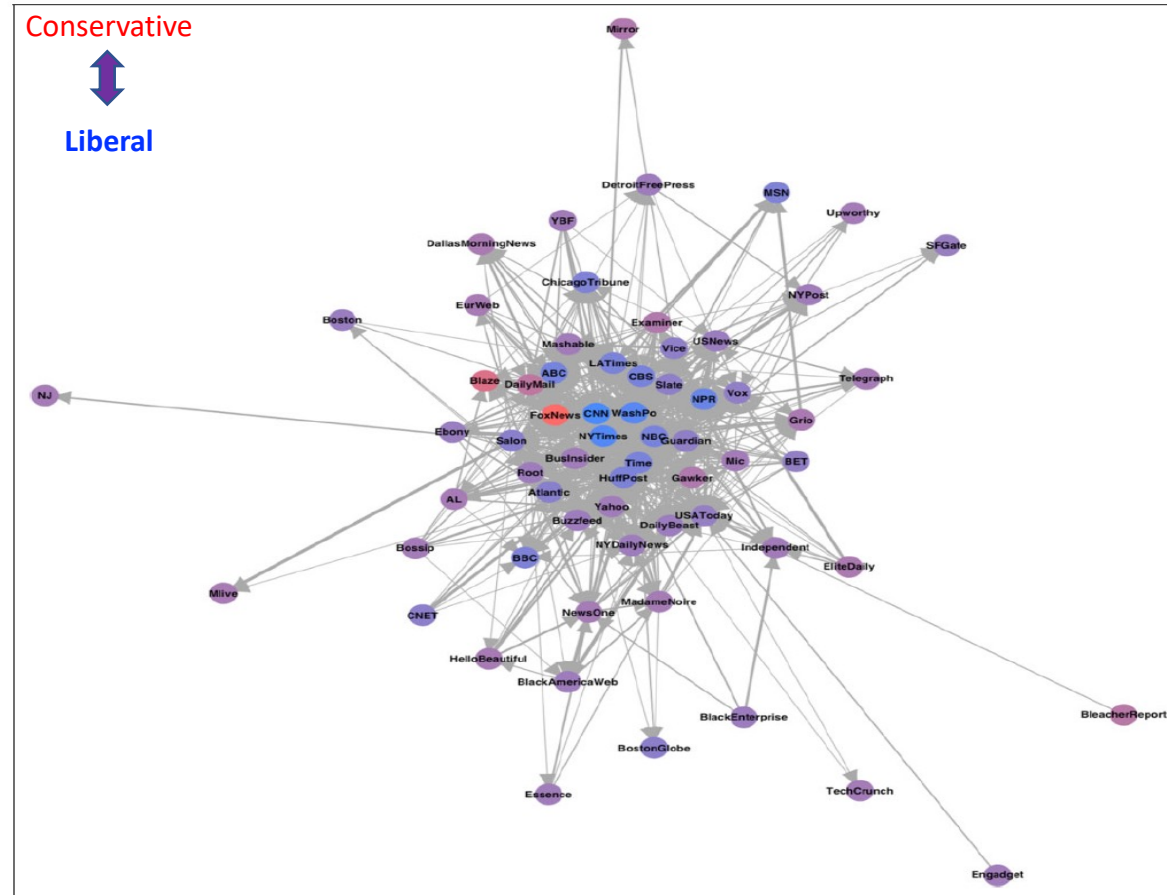 Conservative
Liberal
Mirror
DetroitFreePress
MSN
Upworthy
YBF
DallasMorningNews
SFGate
ChicagoTribune
NYPost
EurWeb
Boston
Examiner
Mashable
Vice
USNews
LATimes
ABC
CBS
Telegraph
Blaze
DailyMail
Slate
NJ
NPR
Vox
FoxNews
CNN
WashPo
Grio
Ebony
Salon
NYTimes
NBC
Guardian
BusInsider
Time
Mic
BET
Root
HuffPost
Gawker
Atlantic
AL
Yahoo
Buzzfeed
DailyBeast
USAToday
Bossip
NYDailyNews
Independent
BBC
EliteDaily
Mlive
CNET
NewsOne
MadameNoire
HelloBeautiful
BlackAmericaWeb
BlackEnterprise
BleacherReport
BostonGlobe
Essence
TechCrunch
Engadget